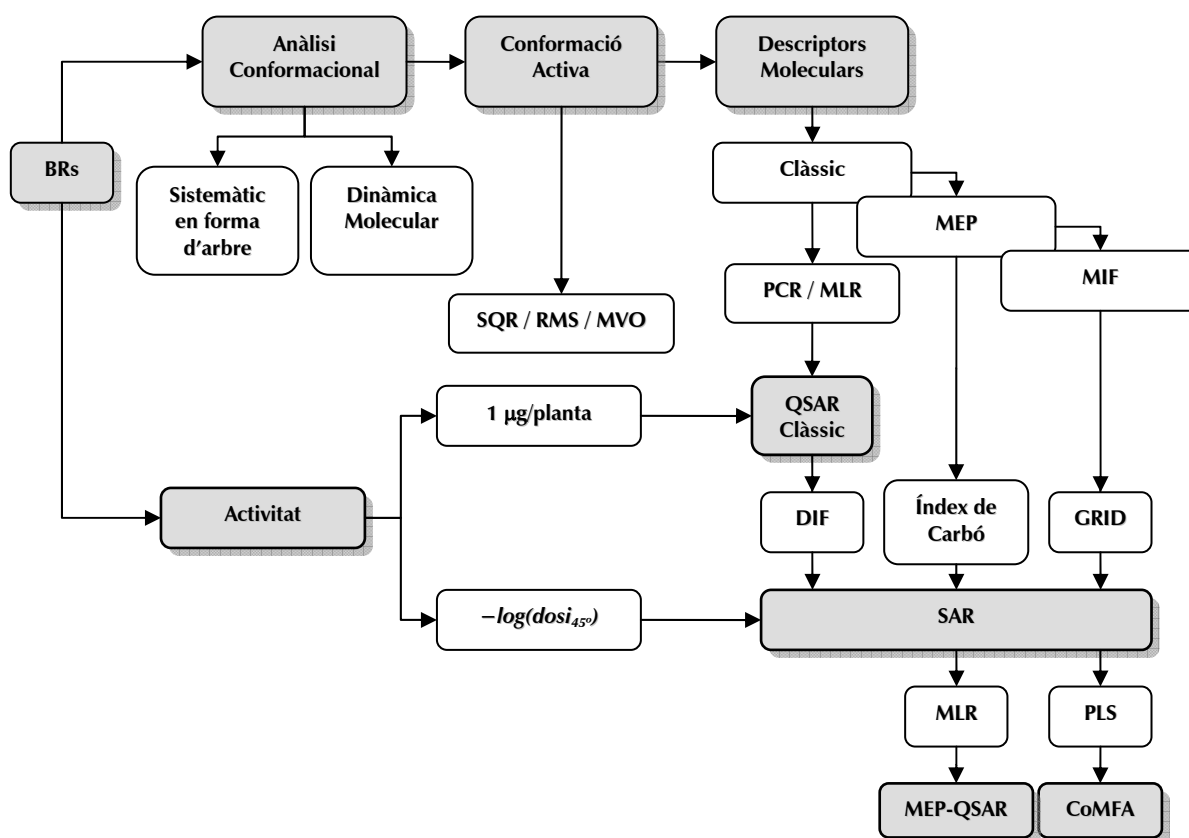 Anàlisi
Conformacional
Conformació
Activa
Descriptors
Moleculars
BRs
Sistemàtic
en forma
d'arbre
Dinàmica
Molecular
Clàssic
MEP
MIF
SQR / RMS / MVO
PCR / MLR
1 µg/planta
QSAR
Clàssic
Activitat
DIF
Índex de
Carbó
GRID
−log(dosi45º)
SAR
MLR
PLS
MEP-QSAR
CoMFA